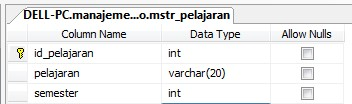 DELL-PC.manajeme...o.mstr_pelajaran
Column Name Data Type Allow Nulls
id_pelajaran int
pelajaran varchar(20)
semester int